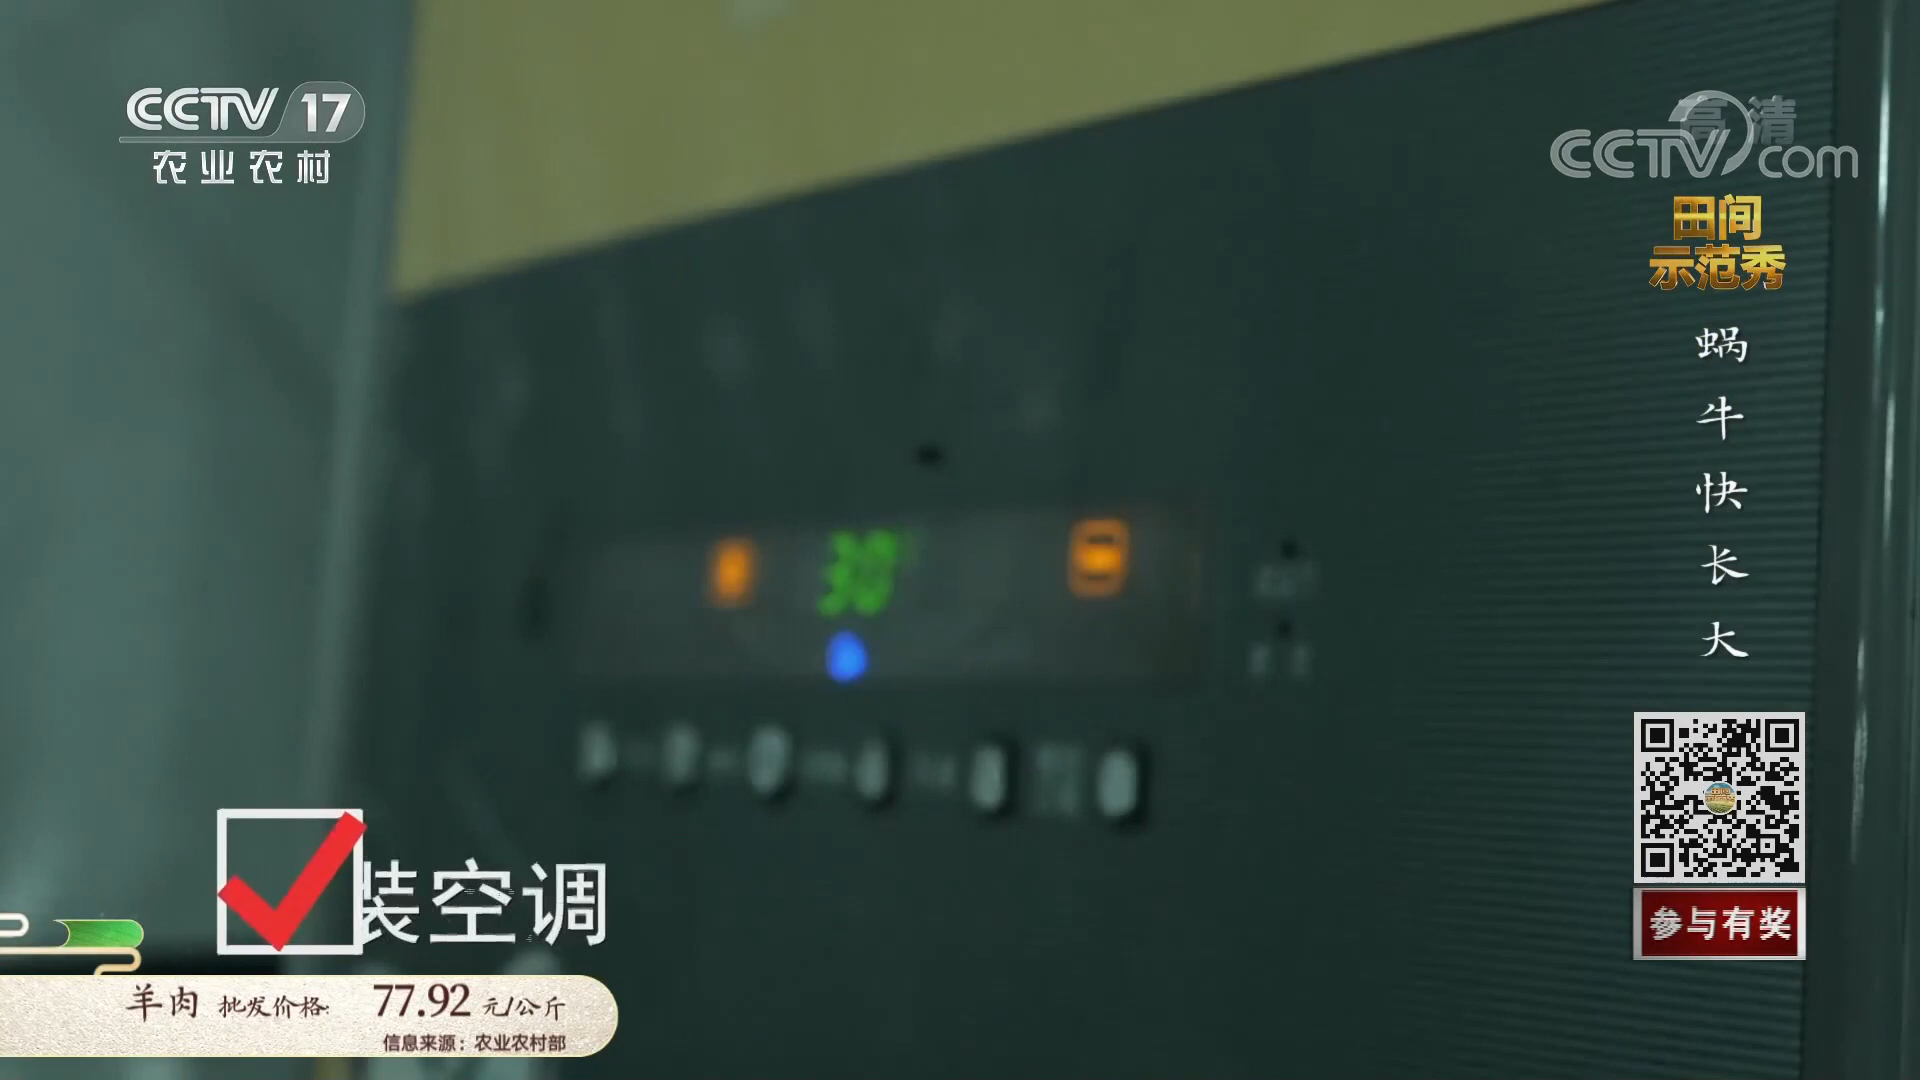 CCTV 17
农业农村
高清
CCTV com
田间
示范秀
蜗牛快长大
30
装空调
参与有奖
羊肉 批发价格: 77.92 元/公斤
信息来源：农业农村部